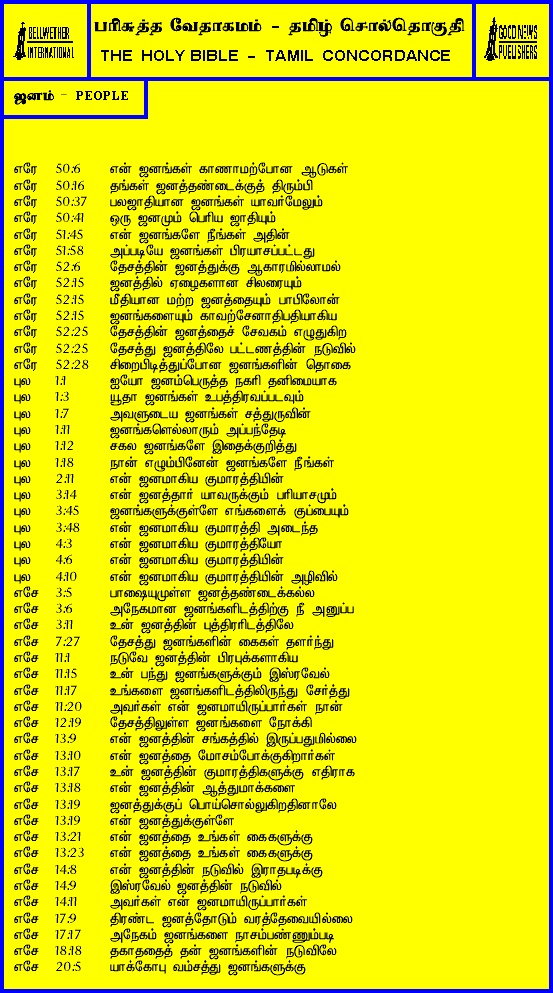 BELLWETHER
INTERNATIONAL
பரிசுத்த வேதாகமம் - தமிழ் சொல்தொகுதி
THE HOLY BIBLE - TAMIL CONCORDANCE
GOOD NEWS
PUBLISHERS
ஜனம் - PEOPLE
எரே 50:6 என் ஜனங்கள் காணாமற்போன ஆடுகள்
எரே 50:16 தங்கள் ஜனத்தண்டைக்குத் திரும்பி
எரே 50:37 பலஜாதியான ஜனங்கள் யாவர்மேலும்
எரே 50:41 ஒரு ஜனமும் பெரிய ஜாதியும்
எரே 51:45 என் ஜனங்களே நீங்கள் அதின்
எரே 51:58 அப்படியே ஜனங்கள் பிரயாசப்பட்டது
எரே 52:6 தேசத்தின் ஜனத்துக்கு ஆகாரமில்லாமல்
எரே 52:15 ஜனத்தில் ஏழைகளான சிலரையும்
எரே 52:15 மீதியான மற்ற ஜனத்தையும் பாபிலோன்
எரே 52:15 ஜனங்களையும் காவற்சேனாதிபதியாகிய
எரே 52:25 தேசத்தின் ஜனத்தைச் சேவகம் எழுதுகிற
எரே 52:25 தேசத்து ஜனத்திலே பட்டணத்தின் நடுவில்
எரே 52:28 சிறைபிடித்துப்போன ஜனங்களின் தொகை
புல 1:1 ஐயோ ஜனம்பெருத்த நகரி தனிமையாக
புல 1:3 யூதா ஜனங்கள் உபத்திரவப்படவும்
புல 1:7 அவளுடைய ஜனங்கள் சத்துருவின்
புல 1:11 ஜனங்களெல்லாரும் அப்பந்தேடி
புல 1:12 சகல ஜனங்களே இதைக்குறித்து
புல 1:18 நான் எழும்பினேன் ஜனங்களே நீங்கள்
புல 2:11 என் ஜனமாகிய குமாரத்தியின்
புல 3:14 என் ஜனத்தார் யாவருக்கும் பரியாசமும்
புல 3:45 ஜனங்களுக்குள்ளே எங்களைக் குப்பையும்
புல 3:48 என் ஜனமாகிய குமாரத்தி அடைந்த
புல 4:3 என் ஜனமாகிய குமாரத்தியோ
புல 4:6 என் ஜனமாகிய குமாரத்தியின்
புல 4:10 என் ஜனமாகிய குமாரத்தியின் அழிவில்
எசே 3:5 பாஷையுமுள்ள ஜனத்தண்டைக்கல்ல
எசே 3:6 அநேகமான ஜனங்களிடத்திற்கு நீ அனுப்ப
எசே 3:11 உன் ஜனத்தின் புத்திரரிடத்திலே
எசே 7:27 தேசத்து ஜனங்களின் கைகள் தளர்ந்து
எசே 11:1 நடுவே ஜனத்தின் பிரபுக்களாகிய
எசே 11:15 உன் பந்து ஜனங்களுக்கும் இஸ்ரவேல்
எசே 11:17 உங்களை ஜனங்களிடத்திலிருந்து சேர்த்து
எசே 11:20 அவர்கள் என் ஜனமாயிருப்பார்கள் நான்
எசே 12:19 தேசத்திலுள்ள ஜனங்களை நோக்கி
எசே 13:9 என் ஜனத்தின் சங்கத்தில் இருப்பதுமில்லை
எசே 13:10 என் ஜனத்தை மோசம்போக்குகிறார்கள்
எசே 13:17 உன் ஜனத்தின் குமாரத்திகளுக்கு எதிராக
எசே 13:18 என் ஜனத்தின் ஆத்துமாக்களை
எசே 13:19 ஜனத்துக்குப் பொய்சொல்லுகிறதினாலே
எசே 13:19 என் ஜனத்துக்குள்ளே
எசே 13:21 என் ஜனத்தை உங்கள் கைகளுக்கு
எசே 13:23 என் ஜனத்தை உங்கள் கைகளுக்கு
எசே 14:8 என் ஜனத்தின் நடுவில் இராதபடிக்கு
எசே 14:9 இஸ்ரவேல் ஜனத்தின் நடுவில்
எசே 14:11 அவர்கள் என் ஜனமாயிருப்பார்கள்
எசே 17:9 திரண்ட ஜனத்தோடும் வரத்தேவையில்லை
எசே 17:17 அநேகம் ஜனங்களை நாசம்பண்ணும்படி
எசே 18:18 தகாததைத் தன் ஜனங்களின் நடுவிலே
எசே 20:5 யாக்கோபு வம்சத்து ஜனங்களுக்கு